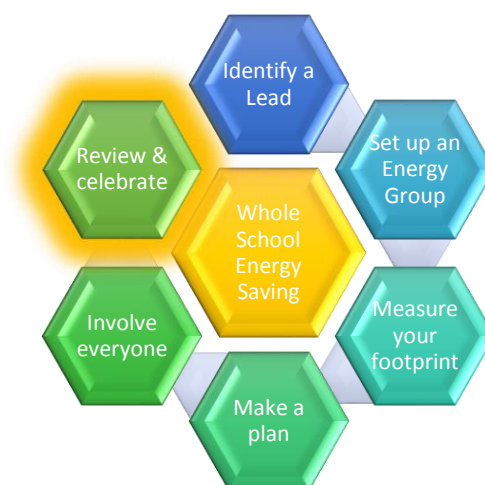 Identify a
Lead
Set up an
Energy
Group
Measure
your
footprint
Make a
plan
Involve
everyone
Review &
celebrate
Whole
School
Energy
Saving